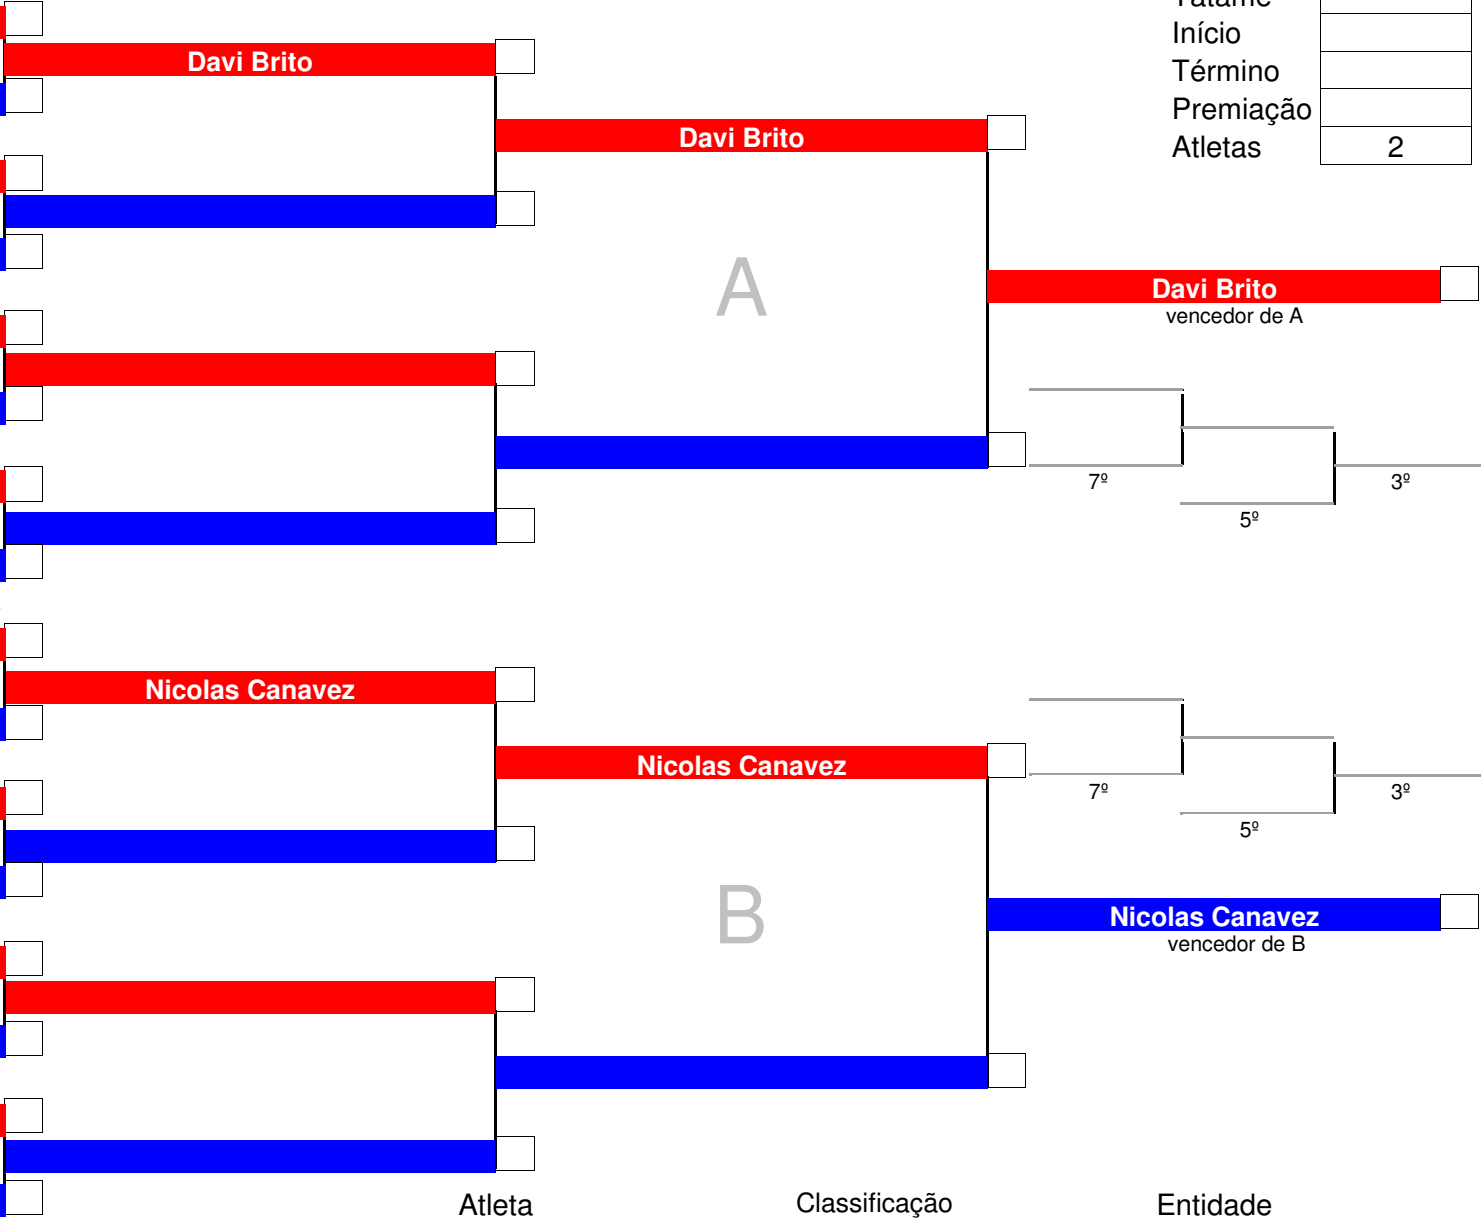 Tatame
Davi Brito
Início
Término
Davi Brito
Premiação
Atletas 2
A
Davi Brito
vencedor de A
7º
3º
5º
Nicolas Canavez
Nicolas Canavez
7º
3º
5º
B
Nicolas Canavez
vencedor de B
Atleta Classificação Entidade